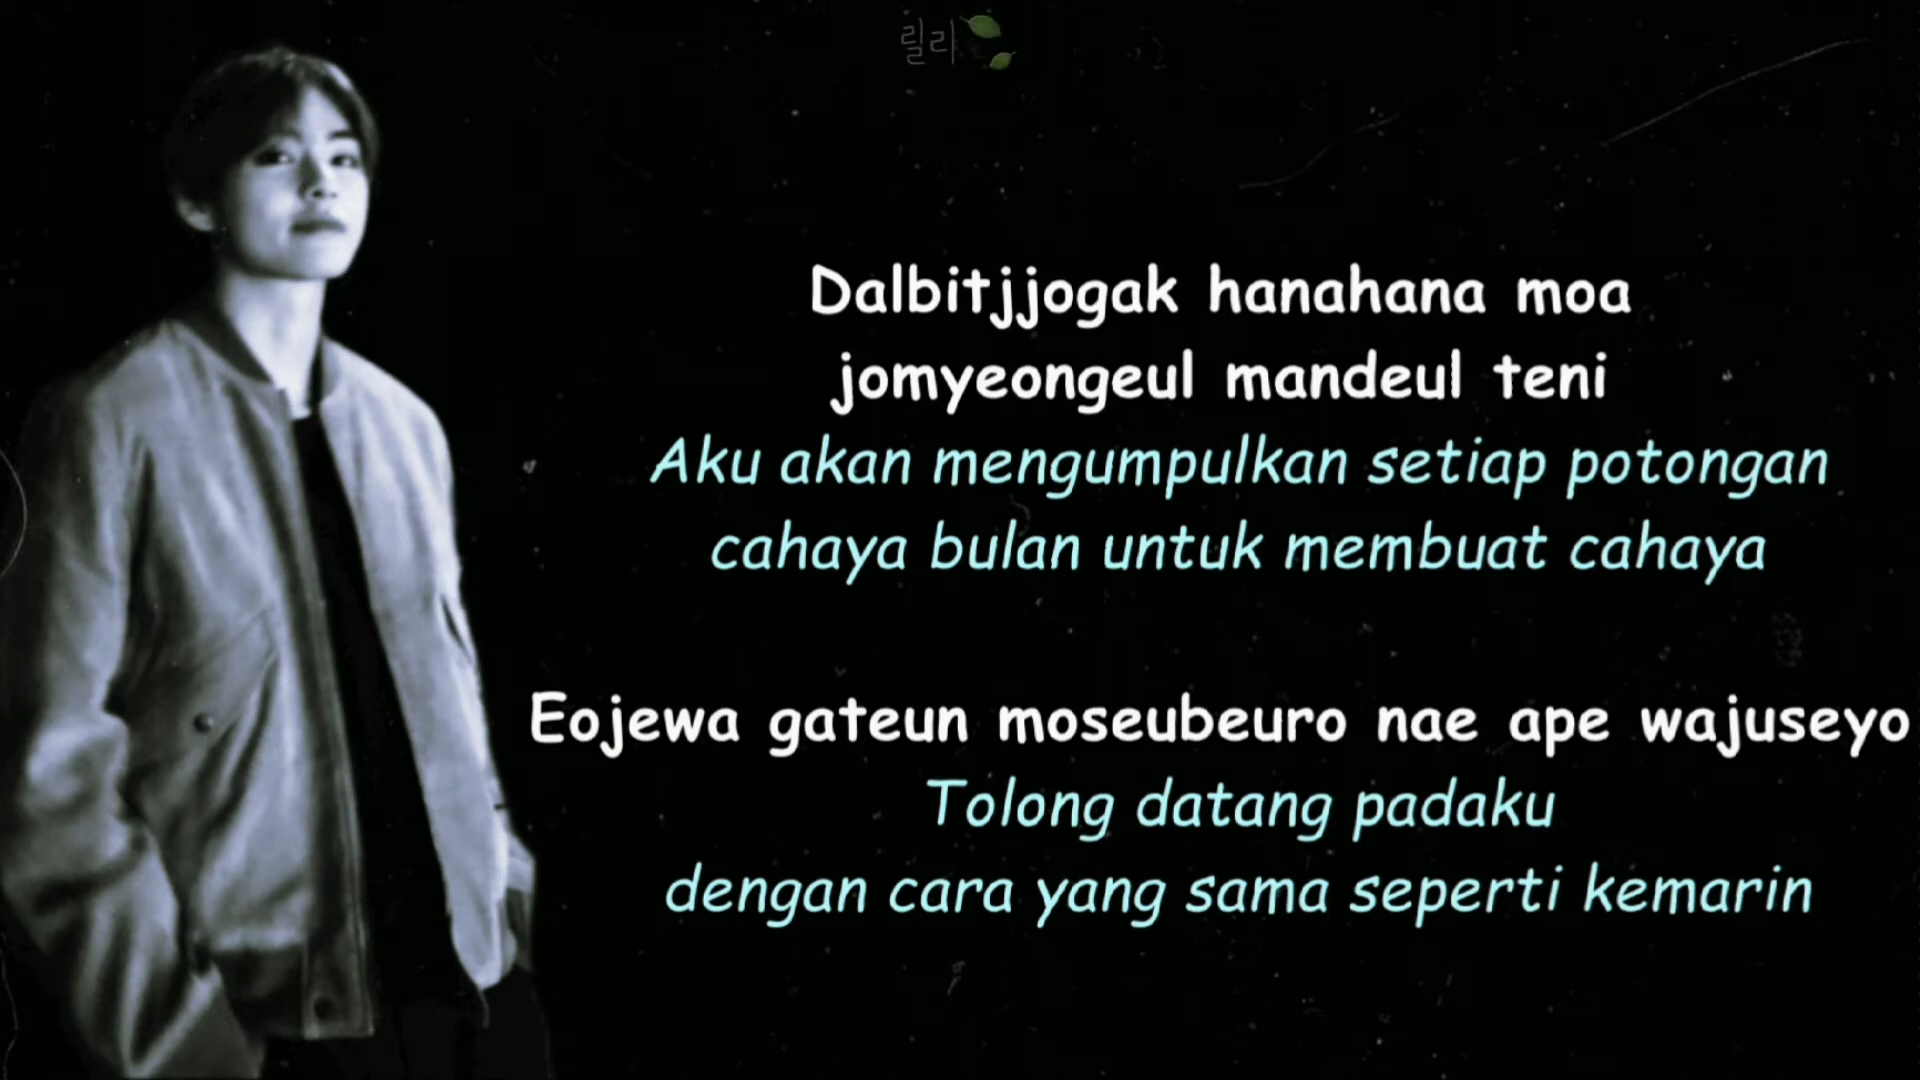 릴리
Dalbitjjogak hanahana moa
jomyeongeul mandeul teni
Aku akan mengumpulkan setiap potongan
cahaya bulan untuk membuat cahaya
Eojewa gateun moseubeuro nae ape wajuseyo
Tolong datang padaku
dengan cara yang sama seperti kemarin